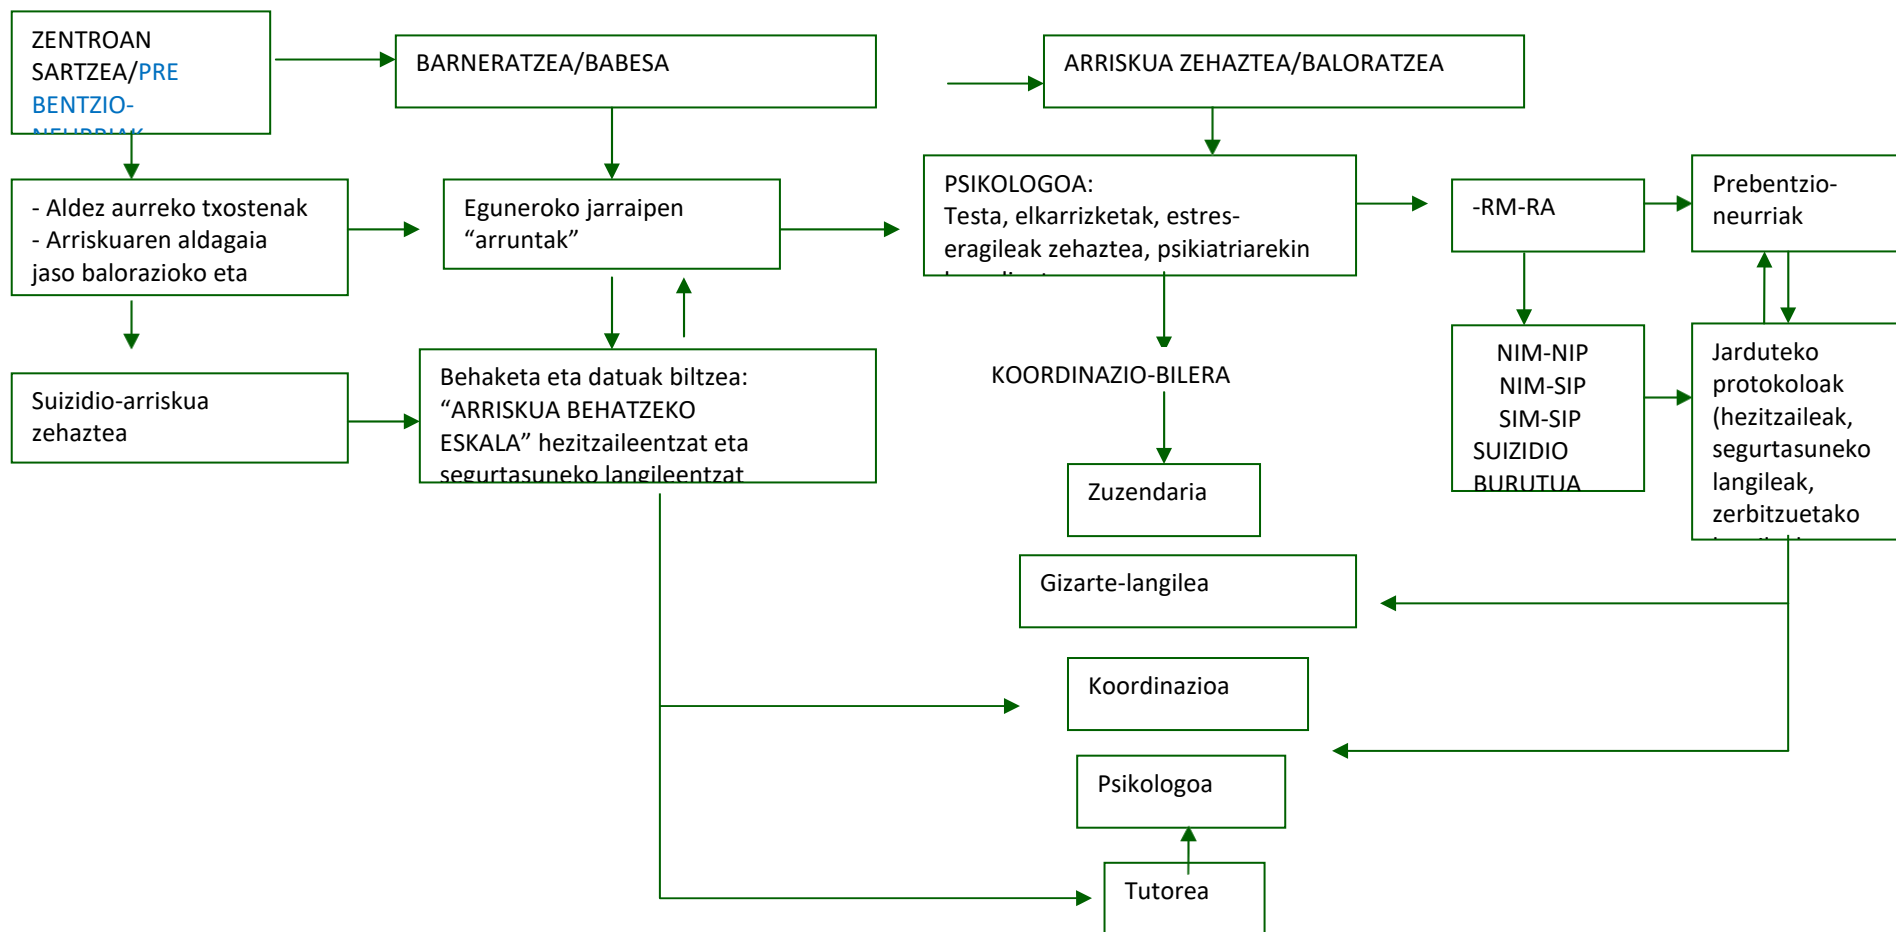 ZENTROAN
SARTZEA/PRE
BENTZIO-
NEURRIAK
BARNERATZEA/BABESA
ARRISKUA ZEHAZTEA/BALORATZEA
- Aldez aurreko txostenak
- Arriskuaren aldagaia
jaso balorazioko eta
Eguneroko jarraipen
“arruntak”
PSIKOLOGOA:
Testa, elkarrizketak, estres-
eragileak zehaztea, psikiatriarekin
-RM-RA
Prebentzio-
neurriak
Suizidio-arriskua
zehaztea
Behaketa eta datuak biltzea:
“ARRISKUA BEHATZEKO
ESKALA” hezitzaileentzat eta
segurtasuneko langileentzat
KOORDINAZIO-BILERA
NIM-NIP
NIM-SIP
SIM-SIP
SUIZIDIO
BURUTUA
Jarduteko
protokoloak
(hezitzaileak,
segurtasuneko
langileak,
zerbitzuetako
Zuzendaria
Gizarte-langilea
Koordinazioa
Psikologoa
Tutorea